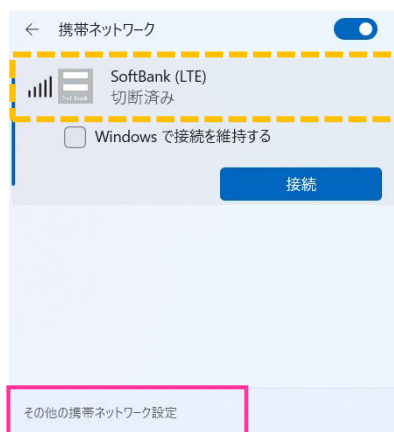 ← 携帯ネットワーク
SoftBank (LTE)
切断済み
Windows で接続を維持する
接続
その他の携帯ネットワーク設定